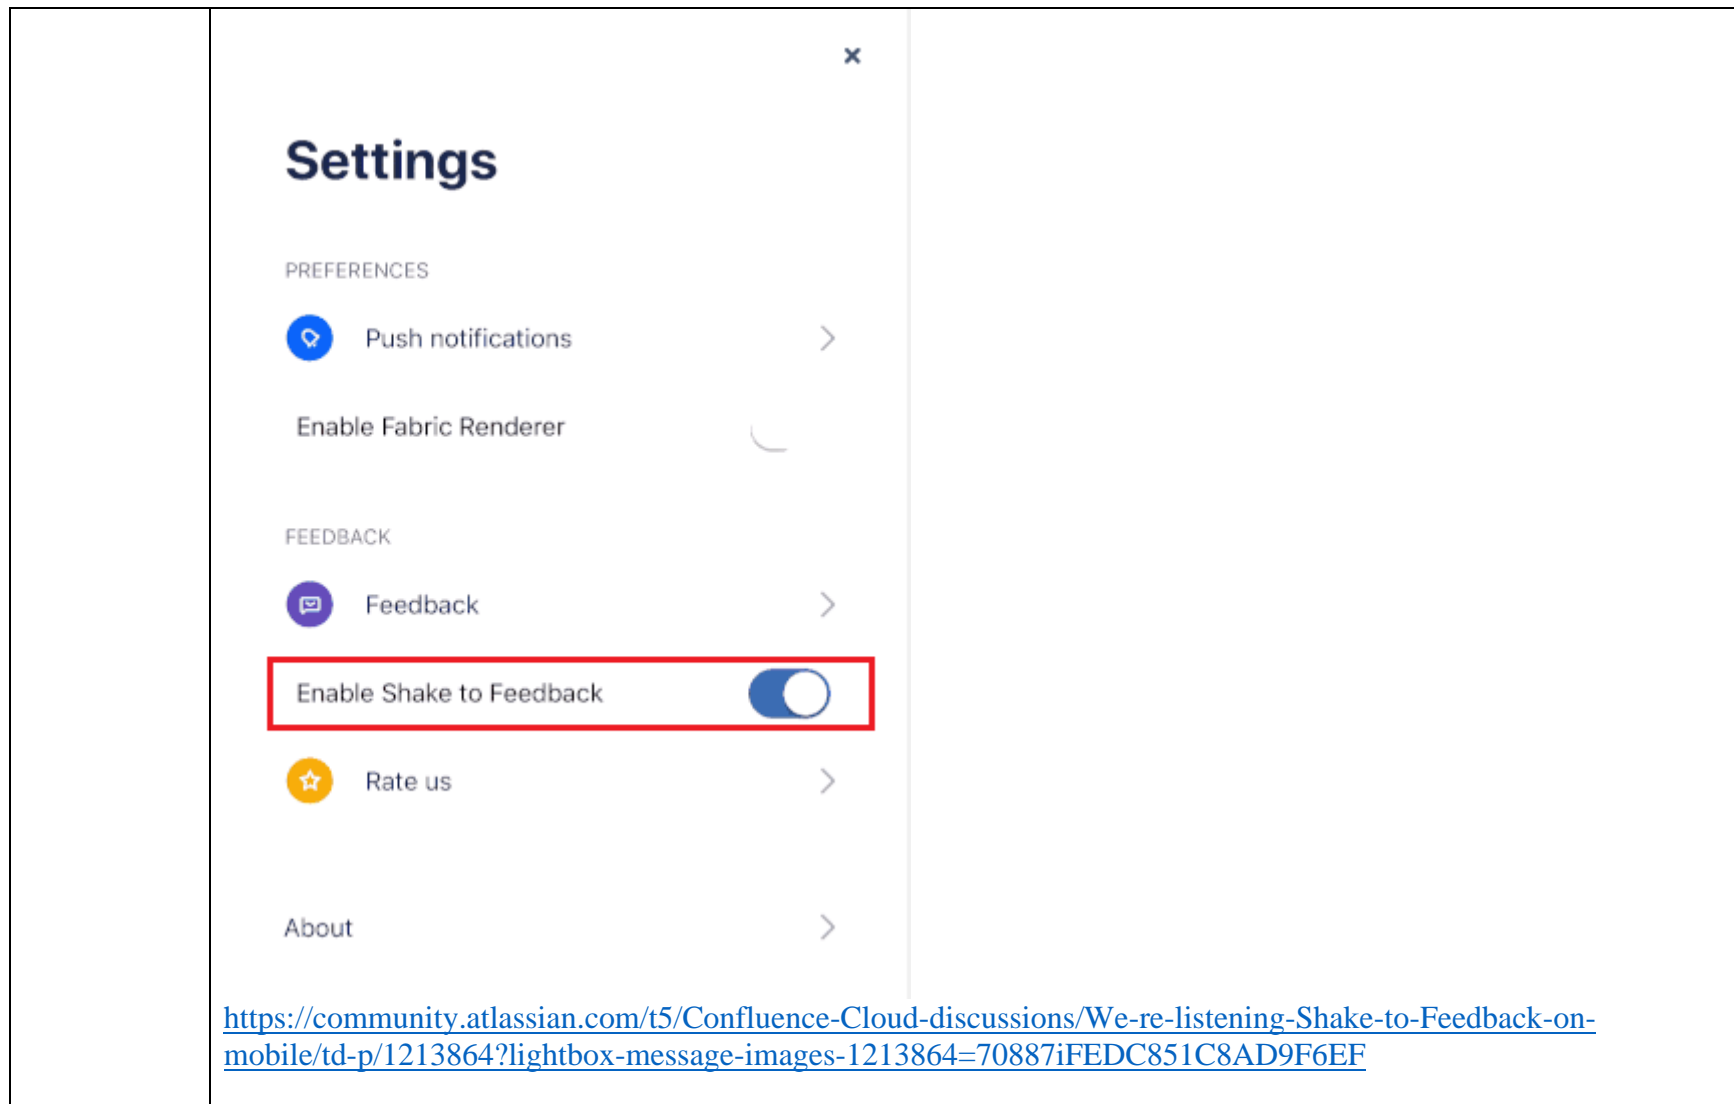 Settings
PREFERENCES
Push notifications
Enable Fabric Renderer
FEEDBACK
Feedback
Enable Shake to Feedback
Rate us
About
https://community.atlassian.com/t5/Confluence-Cloud-discussions/We-re-listening-Shake-to-Feedback-on-
mobile/td-p/1213864?lightbox-message-images-1213864=70887iFEDC851C8AD9F6EF